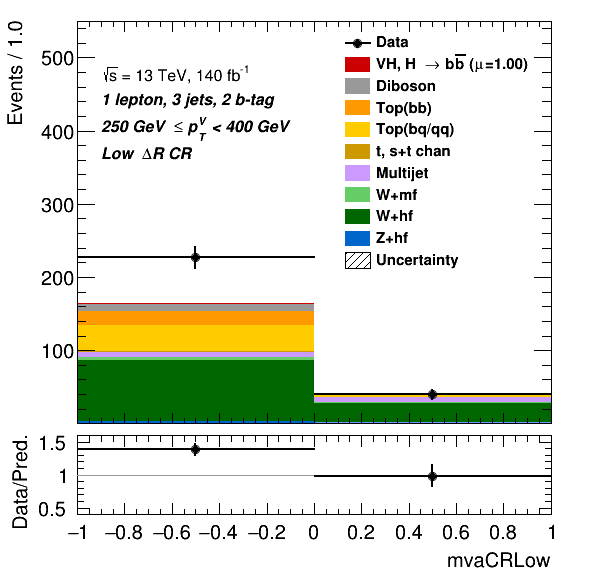 Events / 1.0
500
400
300
200
100
√s = 13 TeV, 140 fb⁻¹
1 lepton, 3 jets, 2 b-tag
250 GeV ≤ p_T^V < 400 GeV
Low ΔR CR
Data
VH, H → bb̅ (μ=1.00)
Diboson
Top(bb)
Top(bq/qq)
t, s+t chan
Multijet
W+mf
W+hf
Z+hf
Uncertainty
Data/Pred.
1.5
1
0.5
−1 −0.8 −0.6 −0.4 −0.2 0 0.2 0.4 0.6 0.8 1
mvaCRLow